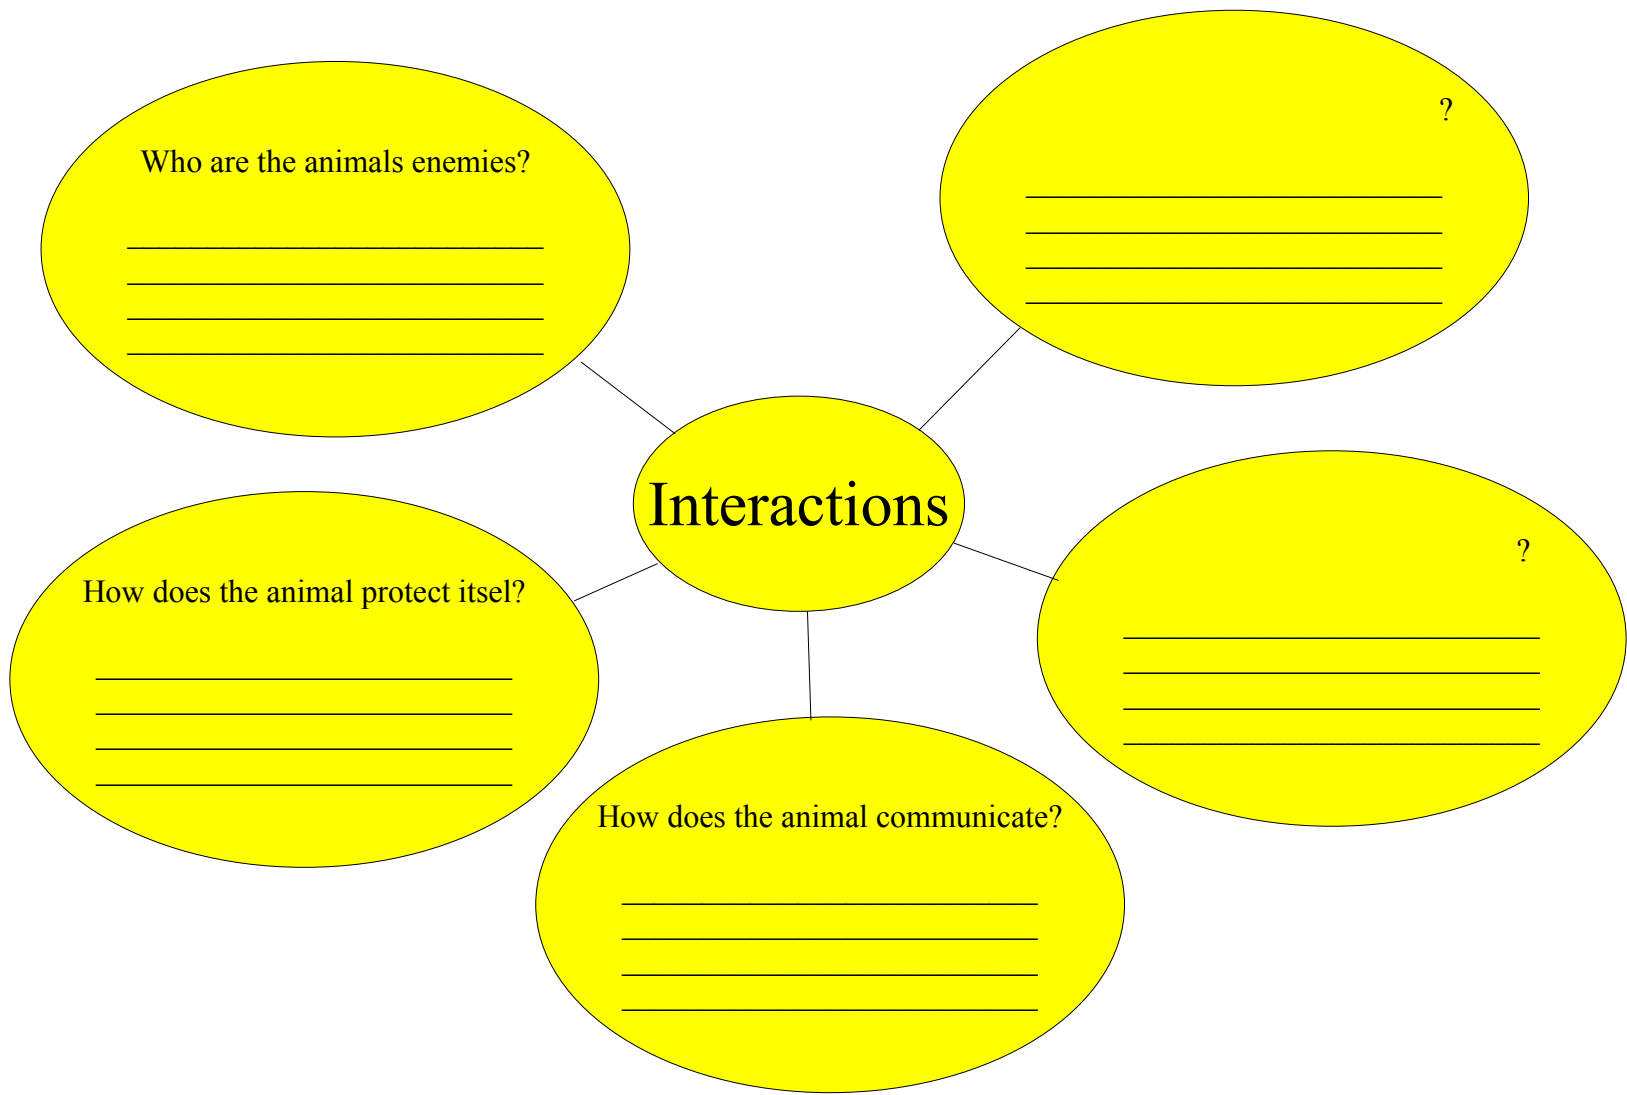 ?
Who are the animals enemies?
Interactions
?
How does the animal protect itsel?
How does the animal communicate?